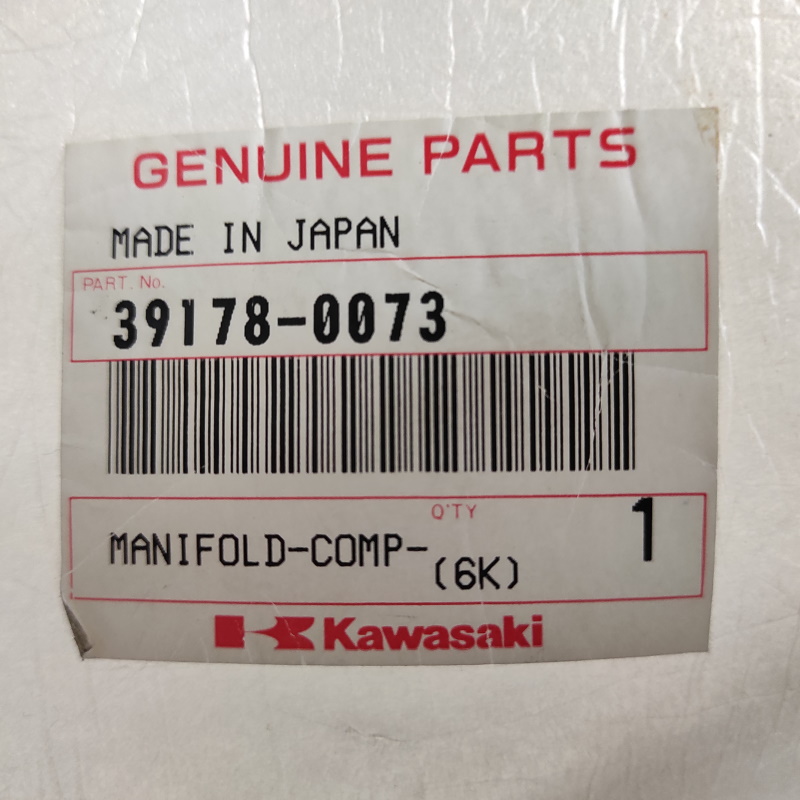 GENUINE PARTS
MADE IN JAPAN
PART. No.
39178-0073
Q'TY
MANIFOLD-COMP- 1
(6K)
Kawasaki